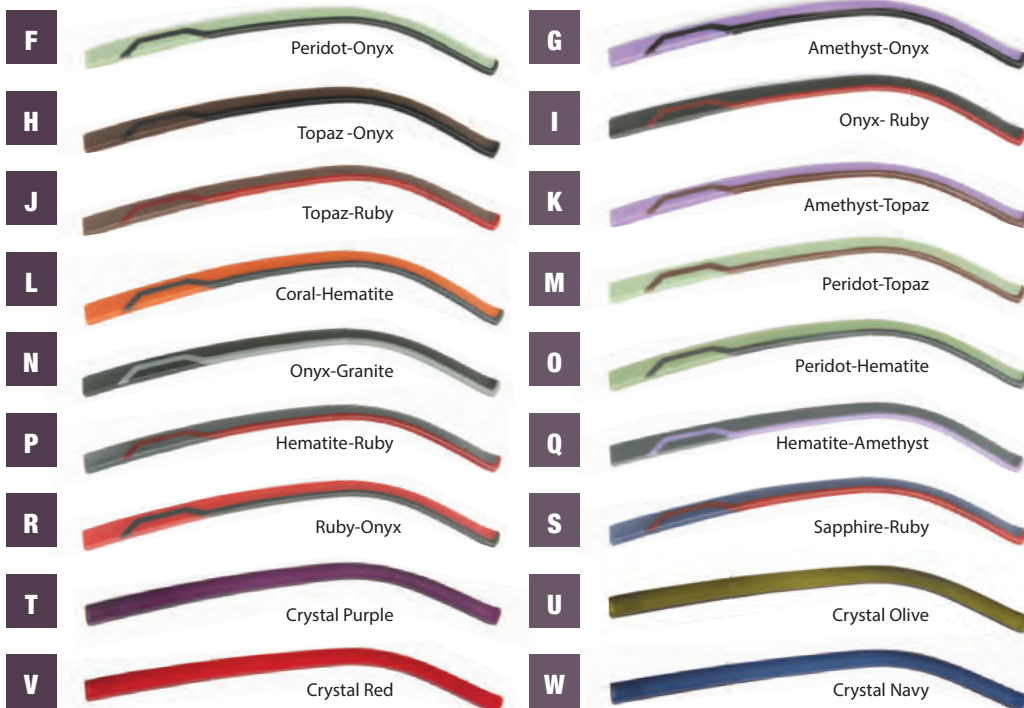 F
Peridot-Onyx
G
Amethyst-Onyx
H
Topaz -Onyx
I
Onyx- Ruby
J
Topaz-Ruby
K
Amethyst-Topaz
L
Coral-Hematite
M
Peridot-Topaz
N
Onyx-Granite
O
Peridot-Hematite
P
Hematite-Ruby
Q
Hematite-Amethyst
R
Ruby-Onyx
S
Sapphire-Ruby
T
Crystal Purple
U
Crystal Olive
V
Crystal Red
W
Crystal Navy